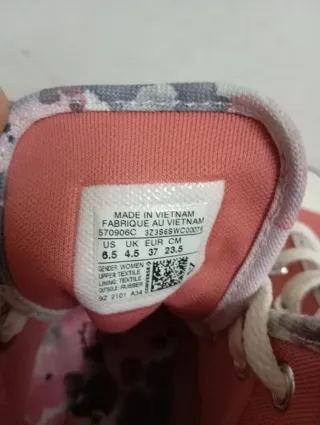 MADE IN VIETNAM
FABRIQUE AU VIETNAM
570906C
US UK EUR CM
6.5 4.5 37 23.5
GENDER: WOMEN
UPPER: TEXTILE
LINING: TEXTILE
OUTSOLE: RUBBER
CONVERSE